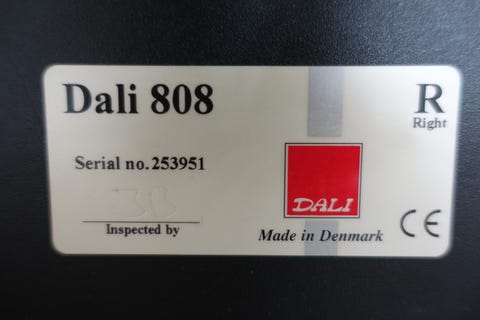 Dali 808
R
Right
Serial no.253951
DALI
Inspected by
Made in Denmark
CE